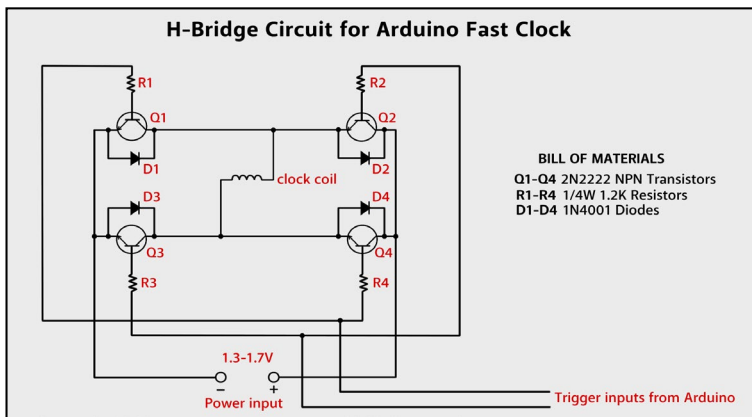 H-Bridge Circuit for Arduino Fast Clock
R1
R2
Q1
Q2
D1
D2
clock coil
D3
D4
Q3
Q4
R3
R4
1.3-1.7V
–
+
Power input
Trigger inputs from Arduino
BILL OF MATERIALS
Q1-Q4 2N2222 NPN Transistors
R1-R4 1/4W 1.2K Resistors
D1-D4 1N4001 Diodes